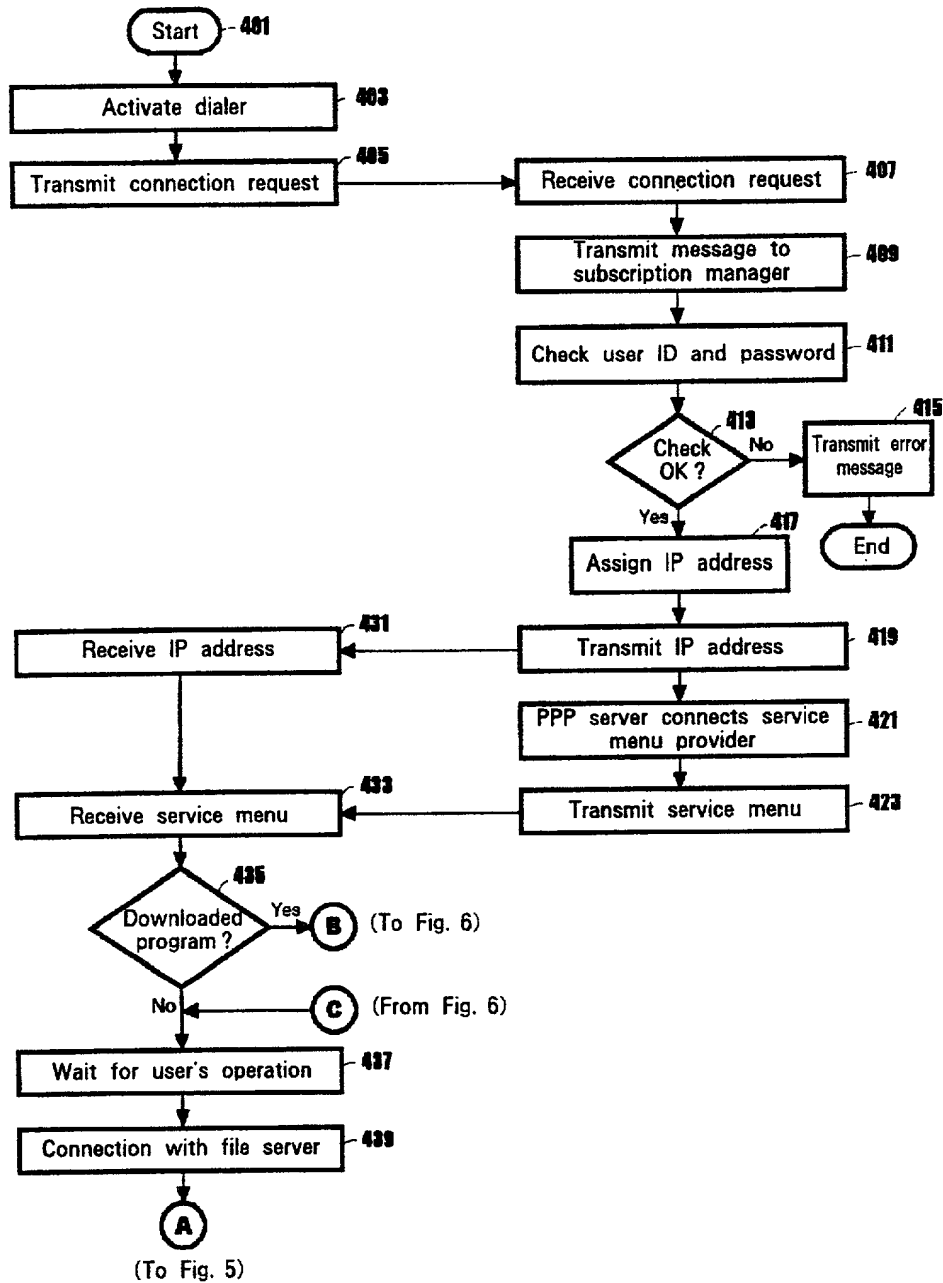 Start
401
Activate dialer
403
Transmit connection request
405
Receive connection request
407
Transmit message to
subscription manager
409
Check user ID and password
411
Check
OK ?
413
No
Transmit error
message
415
End
Yes
Assign IP address
417
Receive IP address
431
Transmit IP address
419
PPP server connects service
menu provider
421
Receive service menu
433
Transmit service menu
423
Downloaded
program ?
435
Yes
B
(To Fig. 6)
No
C
(From Fig. 6)
Wait for user's operation
437
Connection with file server
439
A
(To Fig. 5)